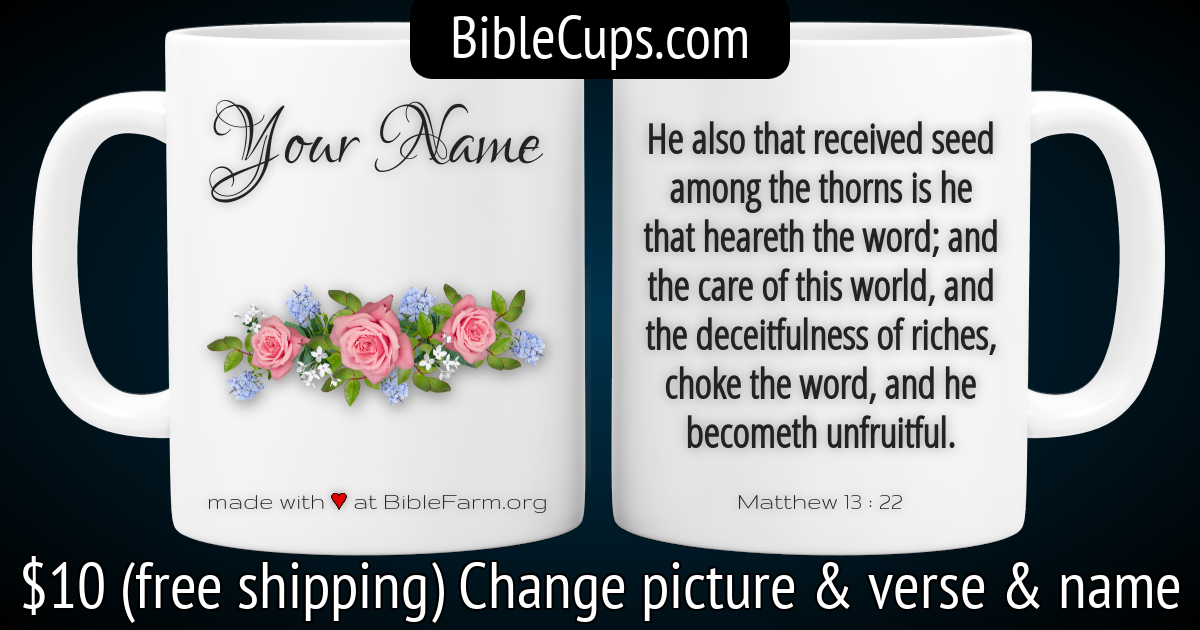 BibleCups.com
Your Name
made with ♥ at BibleFarm.org
He also that received seed
among the thorns is he
that heareth the word; and
the care of this world, and
the deceitfulness of riches,
choke the word, and he
becometh unfruitful.
Matthew 13 : 22
$10 (free shipping) Change picture & verse & name